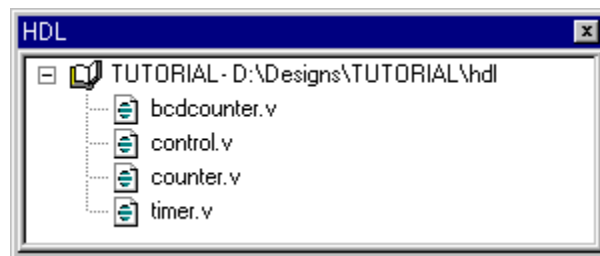 HDL
TUTORIAL - D:\Designs\TUTORIAL\hdl
bcdcounter.v
control.v
counter.v
timer.v